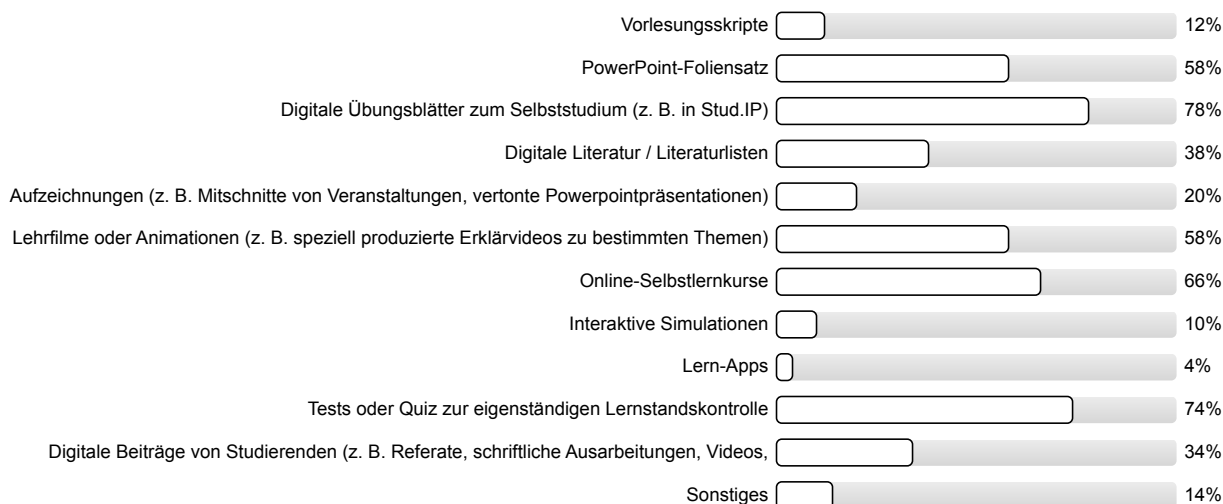 Vorlesungsskripte 12%
PowerPoint-Foliensatz 58%
Digitale Übungsblätter zum Selbststudium (z. B. in Stud.IP) 78%
Digitale Literatur / Literaturlisten 38%
Aufzeichnungen (z. B. Mitschnitte von Veranstaltungen, vertonte Powerpointpräsentationen) 20%
Lehrfilme oder Animationen (z. B. speziell produzierte Erklärvideos zu bestimmten Themen) 58%
Online-Selbstlernkurse 66%
Interaktive Simulationen 10%
Lern-Apps 4%
Tests oder Quiz zur eigenständigen Lernstandskontrolle 74%
Digitale Beiträge von Studierenden (z. B. Referate, schriftliche Ausarbeitungen, Videos, 34%
Sonstiges 14%